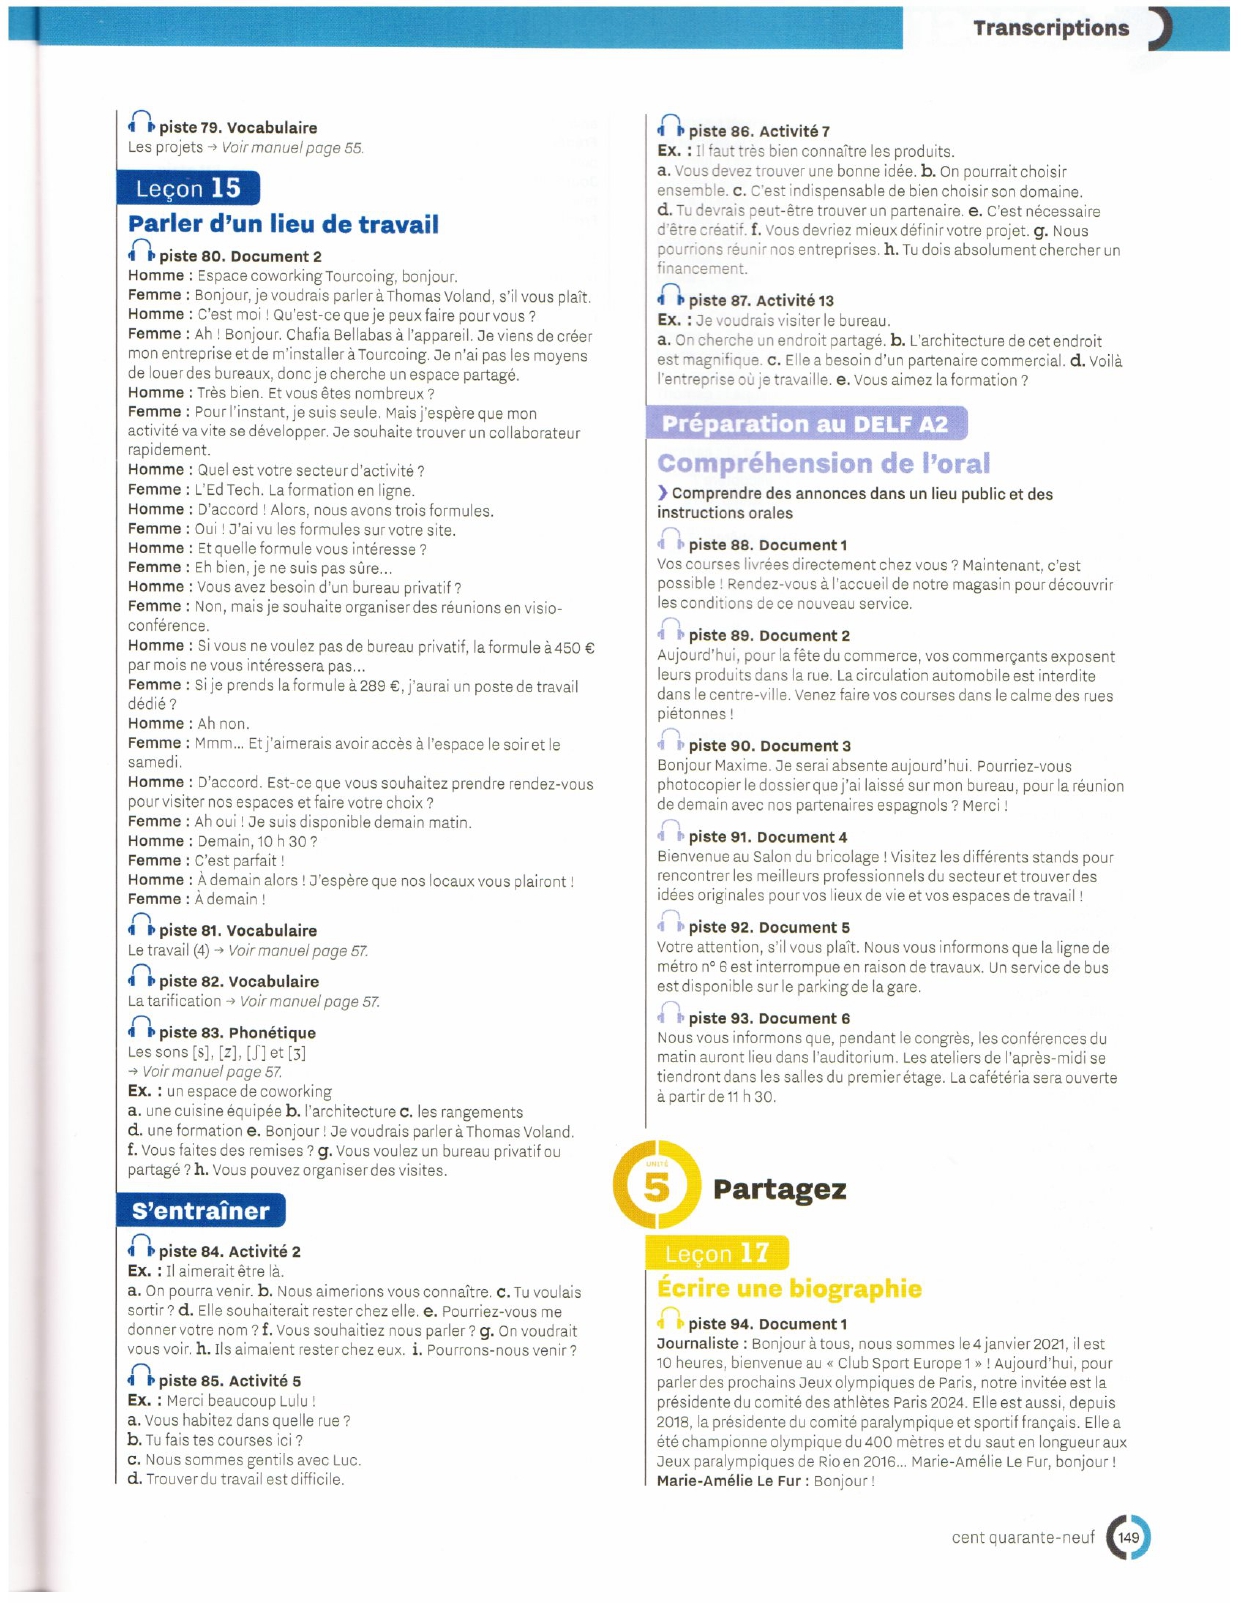 Transcriptions
piste 79. Vocabulaire
Les projets → Voir manuel page 55.
Leçon 15
Parler d'un lieu de travail
piste 80. Document 2
Homme : Espace coworking Tourcoing, bonjour.
Femme : Bonjour, je voudrais parler à Thomas Voland, s'il vous plaît.
Homme : C'est moi ! Qu'est-ce que je peux faire pour vous ?
Femme : Ah ! Bonjour. Chafia Bellabas à l'appareil. Je viens de créer
mon entreprise et de m'installer à Tourcoing. Je n'ai pas les moyens
de louer des bureaux, donc je cherche un espace partagé.
Homme : Très bien. Et vous êtes nombreux ?
Femme : Pour l'instant, je suis seule. Mais j'espère que mon
activité va vite se développer. Je souhaite trouver un collaborateur
rapidement.
Homme : Quel est votre secteur d'activité ?
Femme : L'Ed Tech. La formation en ligne.
Homme : D'accord ! Alors, nous avons trois formules.
Femme : Oui ! J'ai vu les formules sur votre site.
Homme : Et quelle formule vous intéresse ?
Femme : Eh bien, je ne suis pas sûre...
Homme : Vous avez besoin d'un bureau privatif ?
Femme : Non, mais je souhaite organiser des réunions en visio-
conférence.
Homme : Si vous ne voulez pas de bureau privatif, la formule à 450 €
par mois ne vous intéressera pas...
Femme : Si je prends la formule à 289 €, j'aurai un poste de travail
dédié ?
Homme : Ah non.
Femme : Mmm... Et j'aimerais avoir accès à l'espace le soir et le
samedi.
Homme : D'accord. Est-ce que vous souhaitez prendre rendez-vous
pour visiter nos espaces et faire votre choix ?
Femme : Ah oui ! Je suis disponible demain matin.
Homme : Demain, 10 h 30 ?
Femme : C'est parfait !
Homme : À demain alors ! J'espère que nos locaux vous plairont !
Femme : À demain !
piste 81. Vocabulaire
Le travail (4) → Voir manuel page 57.
piste 82. Vocabulaire
La tarification → Voir manuel page 57.
piste 83. Phonétique
Les sons [s], [z], [ʃ] et [ʒ]
→ Voir manuel page 57.
Ex. : un espace de coworking
a. une cuisine équipée b. l'architecture c. les rangements
d. une formation e. Bonjour ! Je voudrais parler à Thomas Voland.
f. Vous faites des remises ? g. Vous voulez un bureau privatif ou
partagé ? h. Vous pouvez organiser des visites.
S'entraîner
piste 84. Activité 2
Ex. : Il aimerait être là.
a. On pourra venir. b. Nous aimerions vous connaître. c. Tu voulais
sortir ? d. Elle souhaiterait rester chez elle. e. Pourriez-vous me
donner votre nom ? f. Vous souhaitiez nous parler ? g. On voudrait
vous voir. h. Ils aimaient rester chez eux. i. Pourrons-nous venir ?
piste 85. Activité 5
Ex. : Merci beaucoup Lulu !
a. Vous habitez dans quelle rue ?
b. Tu fais tes courses ici ?
c. Nous sommes gentils avec Luc.
d. Trouver du travail est difficile.
piste 86. Activité 7
Ex. : Il faut très bien connaître les produits.
a. Vous devez trouver une bonne idée. b. On pourrait choisir
ensemble. c. C'est indispensable de bien choisir son domaine.
d. Tu devrais peut-être trouver un partenaire. e. C'est nécessaire
d'être créatif. f. Vous devriez mieux définir votre projet. g. Nous
pourrions réunir nos entreprises. h. Tu dois absolument chercher un
financement.
piste 87. Activité 13
Ex. : Je voudrais visiter le bureau.
a. On cherche un endroit partagé. b. L'architecture de cet endroit
est magnifique. c. Elle a besoin d'un partenaire commercial. d. Voilà
l'entreprise où je travaille. e. Vous aimez la formation ?
Préparation au DELF A2
Compréhension de l'oral
❯ Comprendre des annonces dans un lieu public et des
instructions orales
piste 88. Document 1
Vos courses livrées directement chez vous ? Maintenant, c'est
possible ! Rendez-vous à l'accueil de notre magasin pour découvrir
les conditions de ce nouveau service.
piste 89. Document 2
Aujourd'hui, pour la fête du commerce, vos commerçants exposent
leurs produits dans la rue. La circulation automobile est interdite
dans le centre-ville. Venez faire vos courses dans le calme des rues
piétonnes !
piste 90. Document 3
Bonjour Maxime. Je serai absente aujourd'hui. Pourriez-vous
photocopier le dossier que j'ai laissé sur mon bureau, pour la réunion
de demain avec nos partenaires espagnols ? Merci !
piste 91. Document 4
Bienvenue au Salon du bricolage ! Visitez les différents stands pour
rencontrer les meilleurs professionnels du secteur et trouver des
idées originales pour vos lieux de vie et vos espaces de travail !
piste 92. Document 5
Votre attention, s'il vous plaît. Nous vous informons que la ligne de
métro n° 6 est interrompue en raison de travaux. Un service de bus
est disponible sur le parking de la gare.
piste 93. Document 6
Nous vous informons que, pendant le congrès, les conférences du
matin auront lieu dans l'auditorium. Les ateliers de l'après-midi se
tiendront dans les salles du premier étage. La cafétéria sera ouverte
à partir de 11 h 30.
UNITÉ
5
Partagez
Leçon 17
Écrire une biographie
piste 94. Document 1
Journaliste : Bonjour à tous, nous sommes le 4 janvier 2021, il est
10 heures, bienvenue au « Club Sport Europe 1 » ! Aujourd'hui, pour
parler des prochains Jeux olympiques de Paris, notre invitée est la
présidente du comité des athlètes Paris 2024. Elle est aussi, depuis
2018, la présidente du comité paralympique et sportif français. Elle a
été championne olympique du 400 mètres et du saut en longueur aux
Jeux paralympiques de Rio en 2016... Marie-Amélie Le Fur, bonjour !
Marie-Amélie Le Fur : Bonjour !
cent quarante-neuf 149